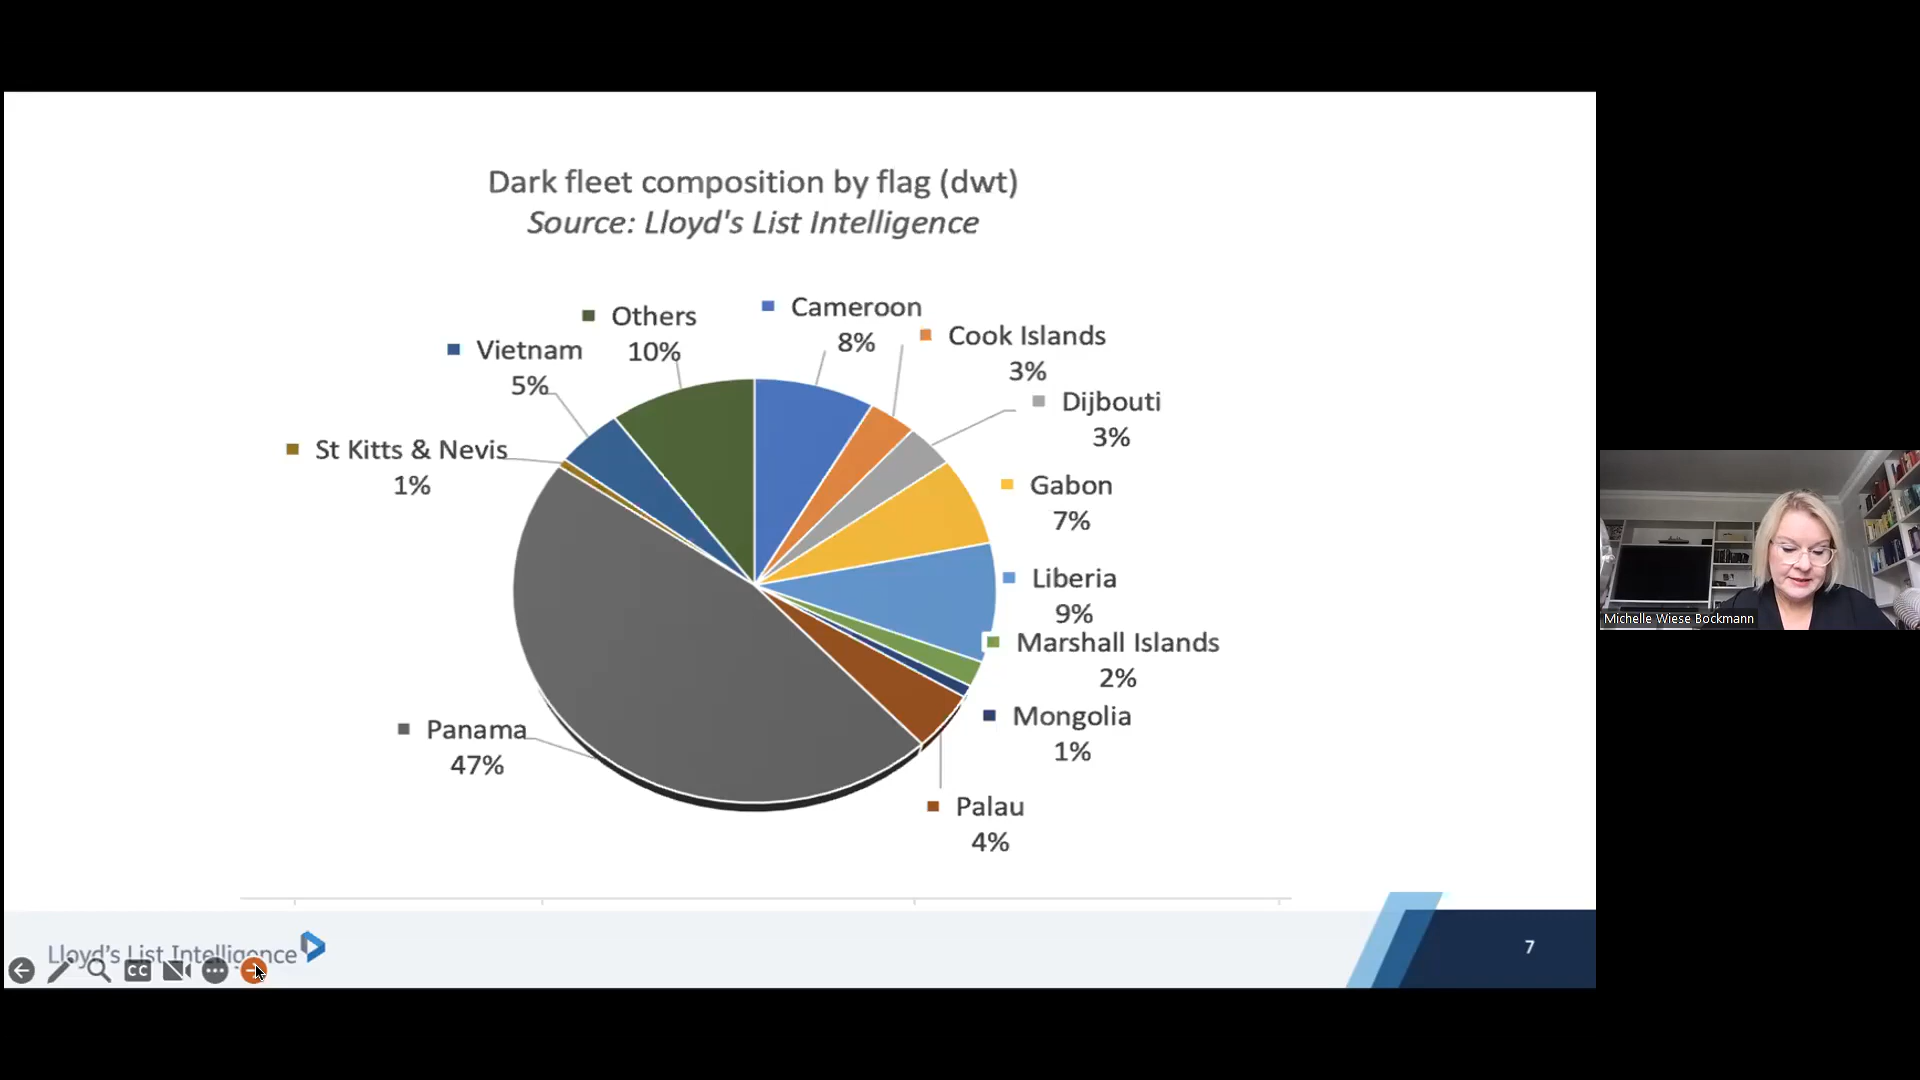 Dark fleet composition by flag (dwt)
Source: Lloyd's List Intelligence
Others
10%
Cameroon
8%
Cook Islands
3%
Vietnam
5%
Dijbouti
3%
St Kitts & Nevis
1%
Gabon
7%
Liberia
9%
Marshall Islands
2%
Panama
47%
Mongolia
1%
Palau
4%
Lloyd's List Intelligence
CC
7
Michelle Wiese Bockmann